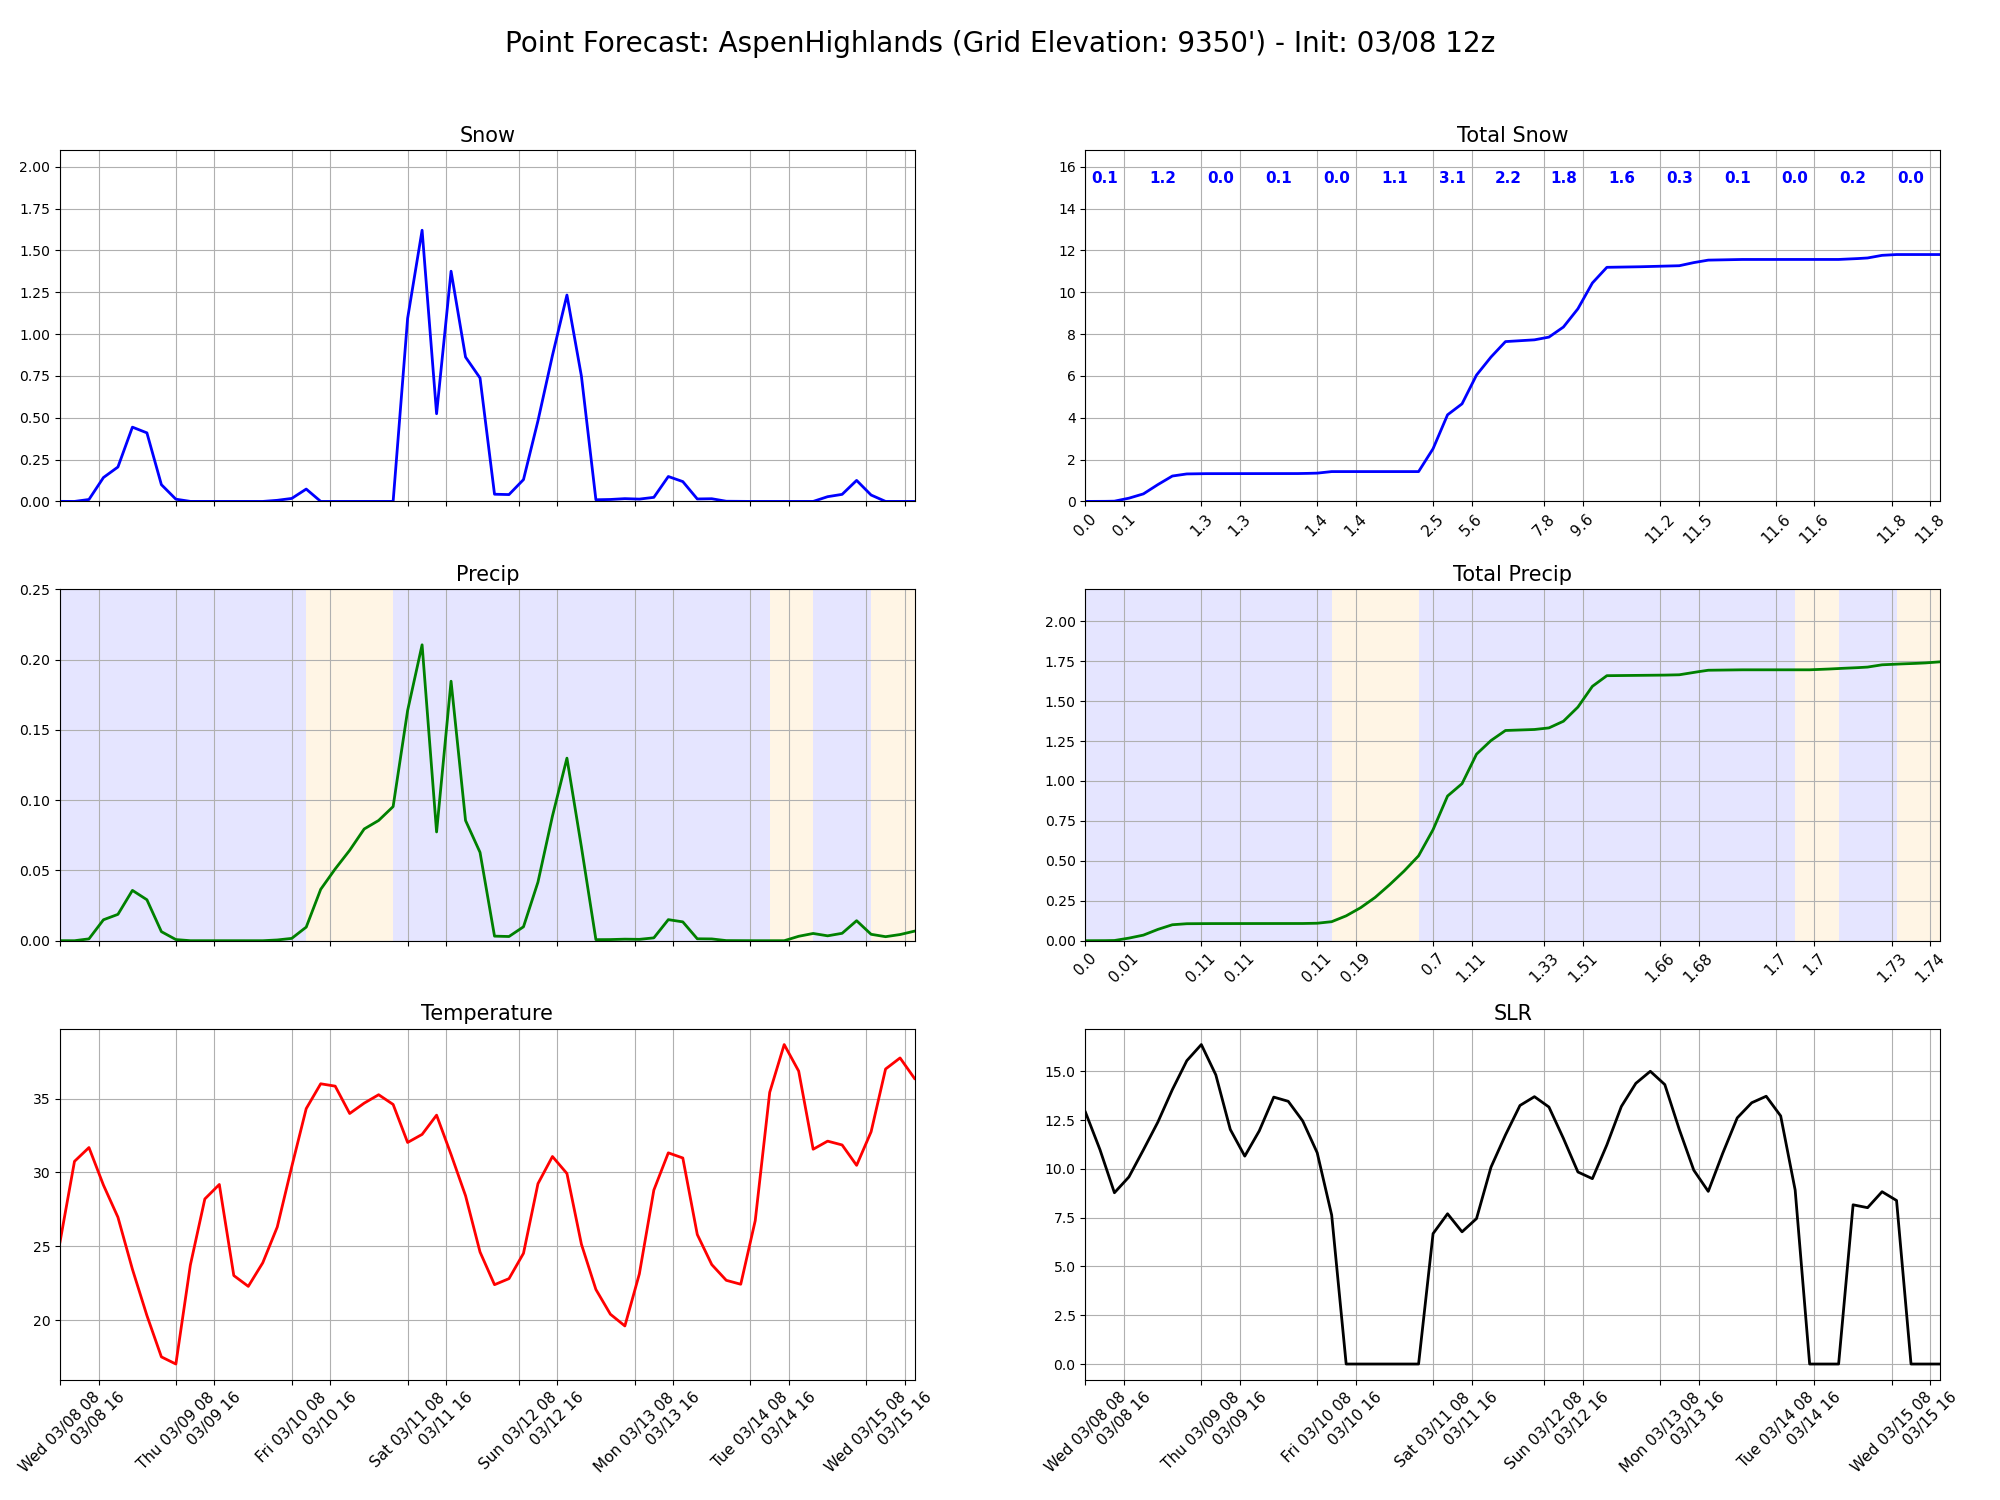 Point Forecast: AspenHighlands (Grid Elevation: 9350') - Init: 03/08 12z
Snow
2.00
1.75
1.50
1.25
1.00
0.75
0.50
0.25
0.00
Total Snow
0.1 1.2 0.0 0.1 0.0 1.1 3.1 2.2 1.8 1.6 0.3 0.1 0.0 0.2 0.0
16
14
12
10
8
6
4
2
0
0.0 0.1 1.3 1.3 1.4 1.4 2.5 5.6 7.8 9.6 11.2 11.5 11.6 11.6 11.8 11.8
Precip
0.25
0.20
0.15
0.10
0.05
0.00
Total Precip
2.00
1.75
1.50
1.25
1.00
0.75
0.50
0.25
0.00
0.0 0.01 0.11 0.11 0.11 0.19 0.7 1.11 1.33 1.51 1.66 1.68 1.7 1.7 1.73 1.74
Temperature
35
30
25
20
Wed 03/08 08
03/08 16
Thu 03/09 08
03/09 16
Fri 03/10 08
03/10 16
Sat 03/11 08
03/11 16
Sun 03/12 08
03/12 16
Mon 03/13 08
03/13 16
Tue 03/14 08
03/14 16
Wed 03/15 08
03/15 16
SLR
15.0
12.5
10.0
7.5
5.0
2.5
0.0
Wed 03/08 08
03/08 16
Thu 03/09 08
03/09 16
Fri 03/10 08
03/10 16
Sat 03/11 08
03/11 16
Sun 03/12 08
03/12 16
Mon 03/13 08
03/13 16
Tue 03/14 08
03/14 16
Wed 03/15 08
03/15 16